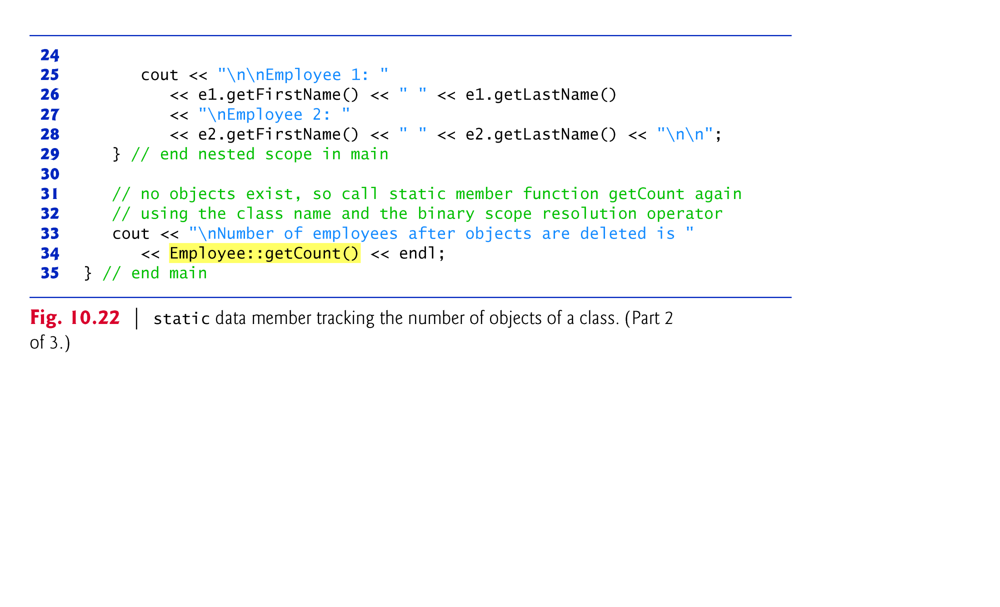 24
25 cout << "\n\nEmployee 1: "
26 << e1.getFirstName() << " " << e1.getLastName()
27 << "\nEmployee 2: "
28 << e2.getFirstName() << " " << e2.getLastName() << "\n\n";
29 } // end nested scope in main
30
31 // no objects exist, so call static member function getCount again
32 // using the class name and the binary scope resolution operator
33 cout << "\nNumber of employees after objects are deleted is "
34 << Employee::getCount() << endl;
35 } // end main
Fig. 10.22 | static data member tracking the number of objects of a class. (Part 2
of 3.)